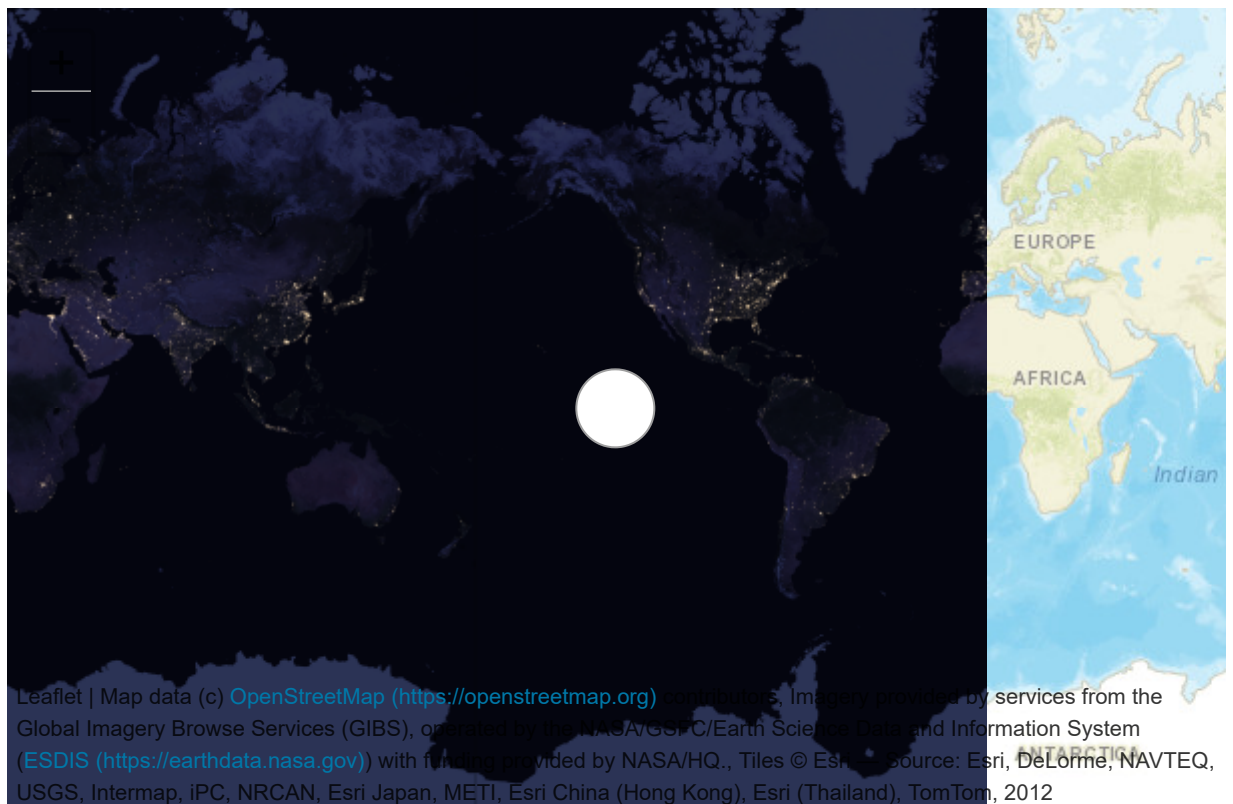 +
EUROPE
AFRICA
Indian
Leaflet | Map data (c) OpenStreetMap (https://openstreetmap.org) contributors, Imagery provided by services from the
Global Imagery Browse Services (GIBS), operated by the NASA/GSFC/Earth Science Data and Information System
(ESDIS (https://earthdata.nasa.gov)) with funding provided by NASA/HQ., Tiles © Esri — Source: Esri, DeLorme, NAVTEQ,
ANTARCTICA
USGS, Intermap, iPC, NRCAN, Esri Japan, METI, Esri China (Hong Kong), Esri (Thailand), TomTom, 2012